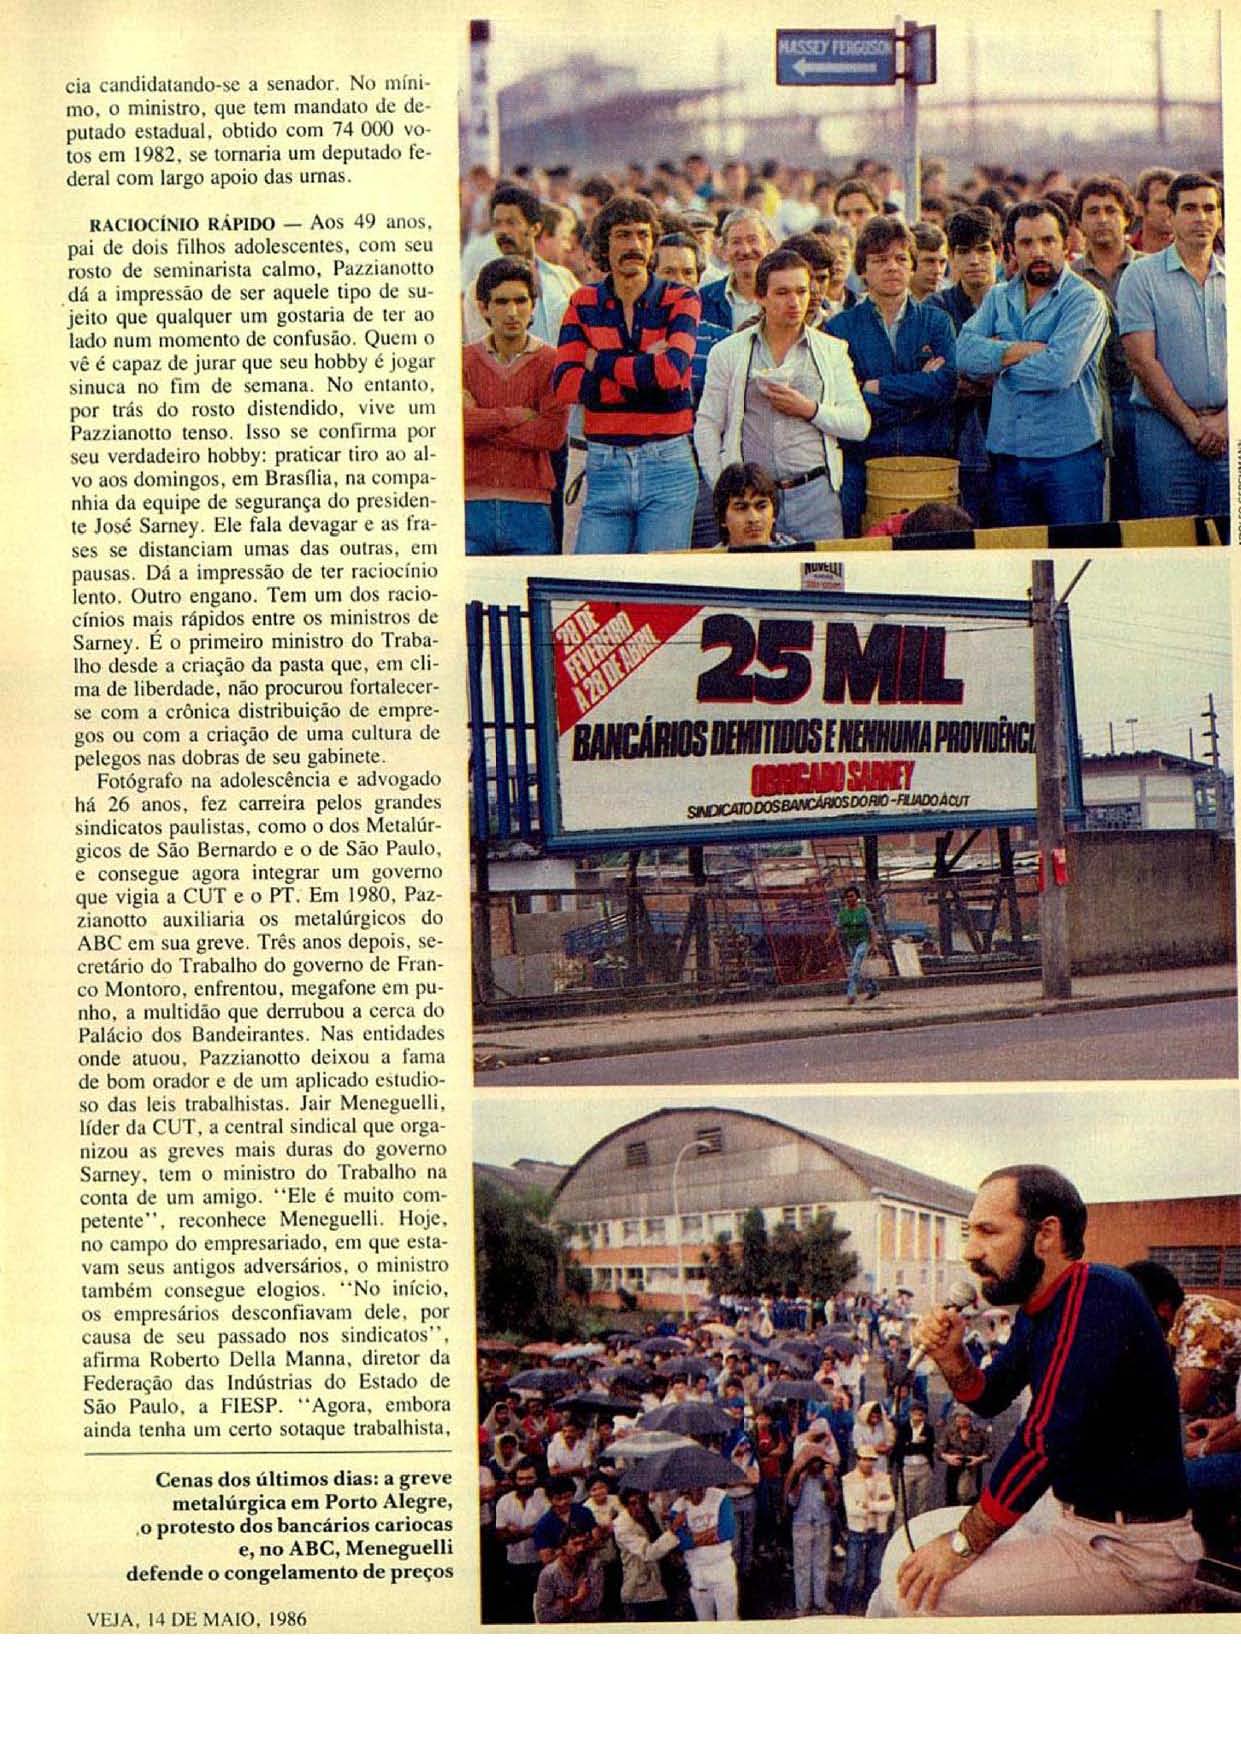 cia candidatando-se a senador. No míni-
mo, o ministro, que tem mandato de de-
putado estadual, obtido com 74 000 vo-
tos em 1982, se tornaria um deputado fe-
deral com largo apoio das urnas.
RACIOCÍNIO RÁPIDO — Aos 49 anos,
pai de dois filhos adolescentes, com seu
rosto de seminarista calmo, Pazzianotto
dá a impressão de ser aquele tipo de su-
jeito que qualquer um gostaria de ter ao
lado num momento de confusão. Quem o
vê é capaz de jurar que seu hobby é jogar
sinuca no fim de semana. No entanto,
por trás do rosto distendido, vive um
Pazzianotto tenso. Isso se confirma por
seu verdadeiro hobby: praticar tiro ao al-
vo aos domingos, em Brasília, na compa-
nhia da equipe de segurança do presiden-
te José Sarney. Ele fala devagar e as fra-
ses se distanciam umas das outras, em
pausas. Dá a impressão de ter raciocínio
lento. Outro engano. Tem um dos racio-
cínios mais rápidos entre os ministros de
Sarney. É o primeiro ministro do Traba-
lho desde a criação da pasta que, em cli-
ma de liberdade, não procurou fortalecer-
se com a crônica distribuição de empre-
gos ou com a criação de uma cultura de
pelegos nas dobras de seu gabinete.
Fotógrafo na adolescência e advogado
há 26 anos, fez carreira pelos grandes
sindicatos paulistas, como o dos Metalúr-
gicos de São Bernardo e o de São Paulo,
e consegue agora integrar um governo
que vigia a CUT e o PT. Em 1980, Paz-
zianotto auxiliaria os metalúrgicos do
ABC em sua greve. Três anos depois, se-
cretário do Trabalho do governo de Fran-
co Montoro, enfrentou, megafone em pu-
nho, a multidão que derrubou a cerca do
Palácio dos Bandeirantes. Nas entidades
onde atuou, Pazzianotto deixou a fama
de bom orador e de um aplicado estudio-
so das leis trabalhistas. Jair Meneguelli,
líder da CUT, a central sindical que orga-
nizou as greves mais duras do governo
Sarney, tem o ministro do Trabalho na
conta de um amigo. "Ele é muito com-
petente", reconhece Meneguelli. Hoje,
no campo do empresariado, em que esta-
vam seus antigos adversários, o ministro
também consegue elogios. "No início,
os empresários desconfiavam dele, por
causa de seu passado nos sindicatos",
afirma Roberto Della Manna, diretor da
Federação das Indústrias do Estado de
São Paulo, a FIESP. "Agora, embora
ainda tenha um certo sotaque trabalhista,
Cenas dos últimos dias: a greve
metalúrgica em Porto Alegre,
o protesto dos bancários cariocas
e, no ABC, Meneguelli
defende o congelamento de preços
VEJA, 14 DE MAIO, 1986
MASSEY FERGUSON
NOVELLI
28 DE
FEVEREIRO
A 28 DE ABRIL
25 MIL
BANCÁRIOS DEMITIDOS E NENHUMA PROVIDÊNCI
OBRIGADO SARNEY
SINDICATO DOS BANCÁRIOS DO RIO - FILIADO À CUT